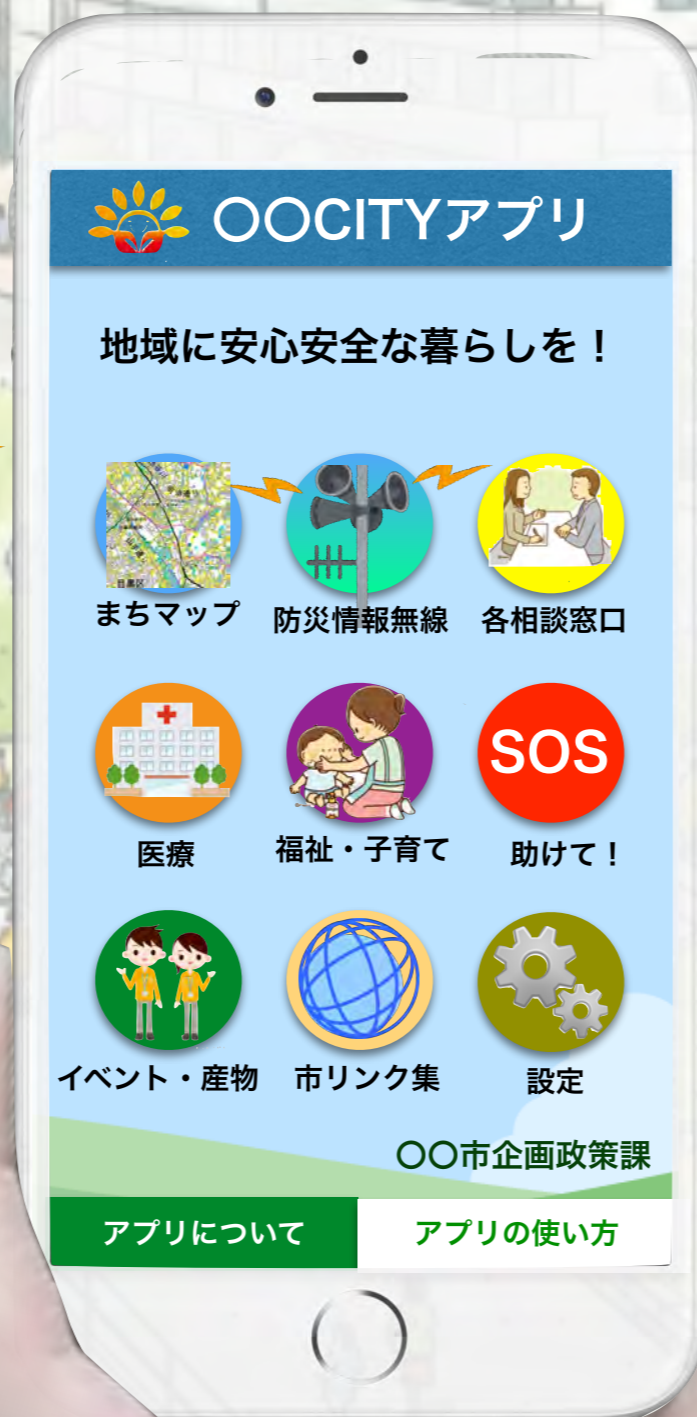 〇〇CITYアプリ
地域に安心安全な暮らしを！
目黒区
まちマップ
防災情報無線
各相談窓口
医療
福祉・子育て
SOS
助けて！
イベント・産物
市リンク集
設定
〇〇市企画政策課
アプリについて
アプリの使い方